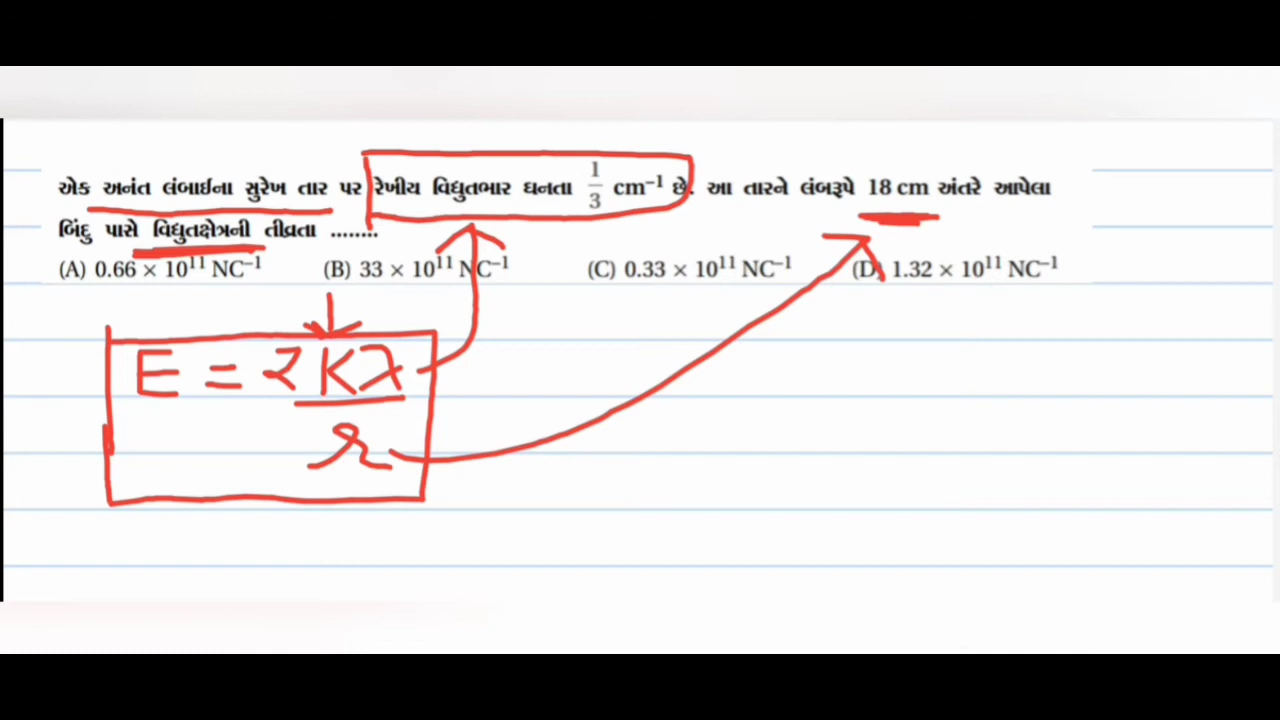 એક અનંત લંબાઈના સુરેખ તાર પર રેખીય વિદ્યુતભાર ઘનતા 1/3 cm⁻¹ છે. આ તારને લંબરૂપે 18 cm અંતરે આપેલા
બિંદુ પાસે વિદ્યુતક્ષેત્રની તીવ્રતા ........
(A) 0.66 × 10¹¹ NC⁻¹ (B) 33 × 10¹¹ NC⁻¹ (C) 0.33 × 10¹¹ NC⁻¹ (D) 1.32 × 10¹¹ NC⁻¹
E = 2Kλ
r